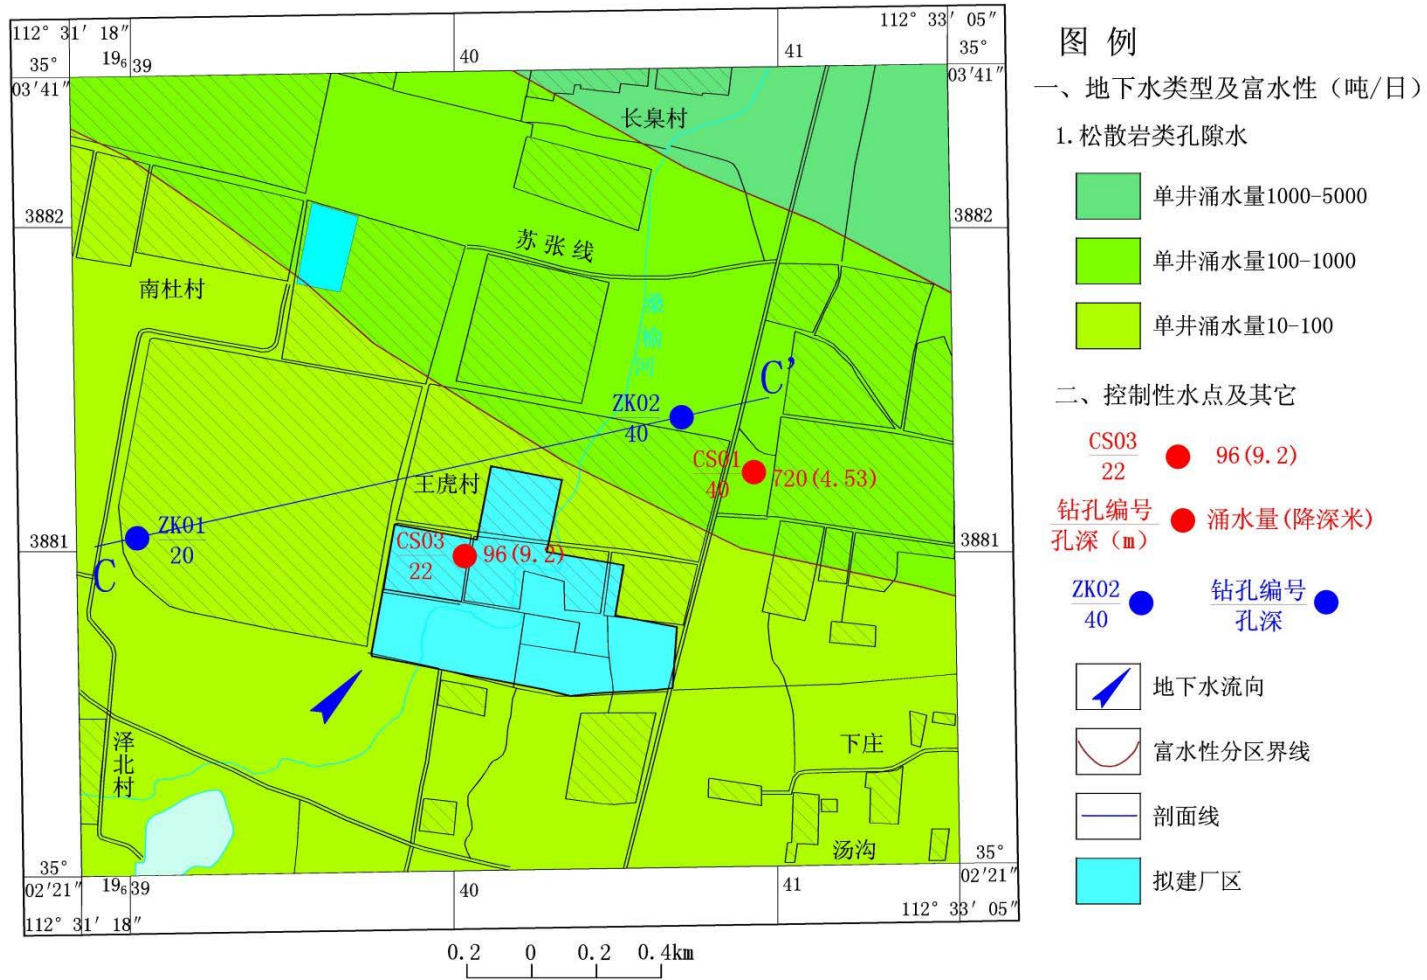 112° 31′ 18″
112° 33′ 05″
35°
03′41″
19₆39
40
41
35°
03′41″
长臬村
3882
3882
苏张线
南杜村
C’
ZK02
40
CS01
40
720(4.53)
王虎村
ZK01
20
3881
3881
CS03
22
96(9.2)
C
泽北村
下庄
汤沟
35°
02′21″
19₆39
40
41
35°
02′21″
112° 31′ 18″
112° 33′ 05″
0.2 0 0.2 0.4km
图 例
一、地下水类型及富水性（吨/日）
1.松散岩类孔隙水
单井涌水量1000-5000
单井涌水量100-1000
单井涌水量10-100
二、控制性水点及其它
CS03
22
96(9.2)
钻孔编号
孔深（m）
涌水量(降深米)
ZK02
40
钻孔编号
孔深
地下水流向
富水性分区界线
剖面线
拟建厂区